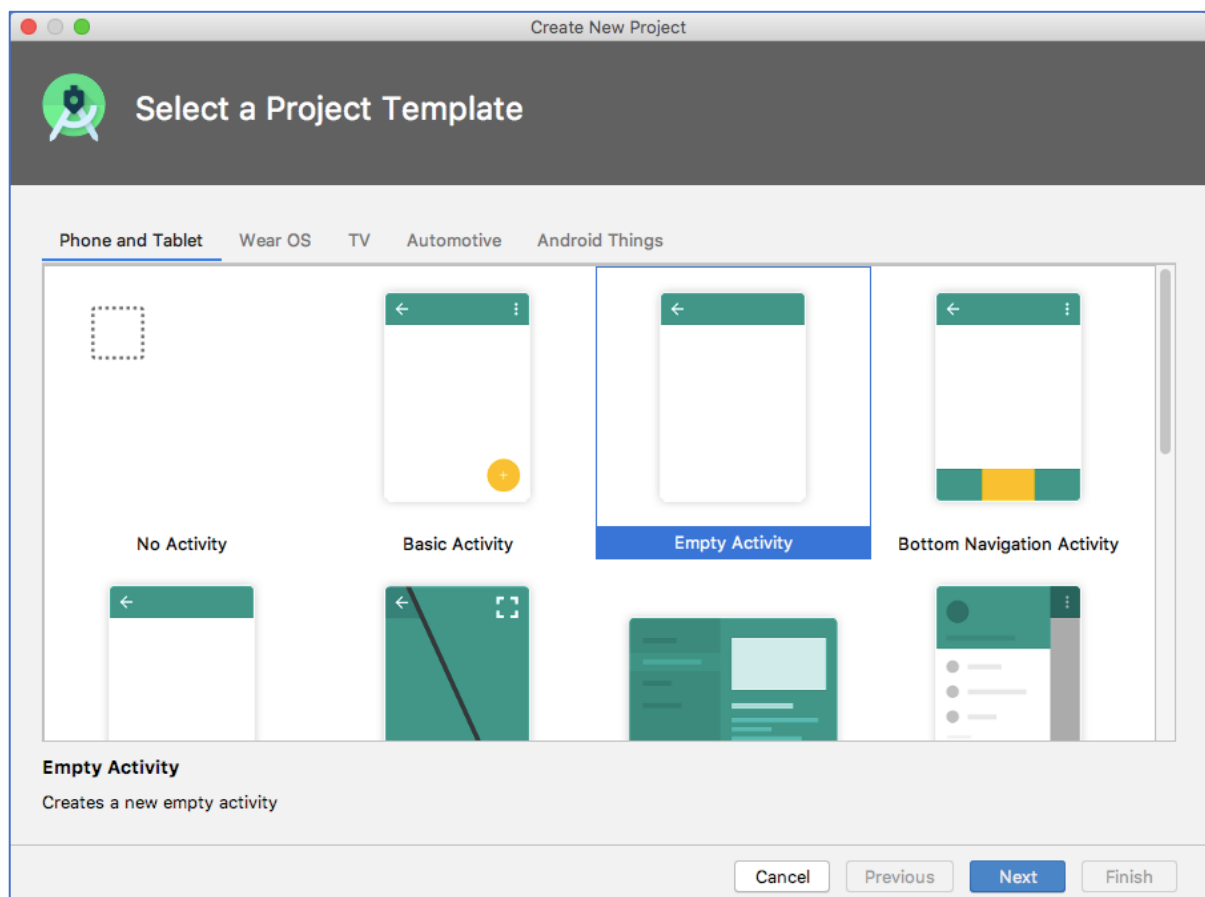 Create New Project
Select a Project Template
Phone and Tablet Wear OS TV Automotive Android Things
No Activity Basic Activity Empty Activity Bottom Navigation Activity
Empty Activity
Creates a new empty activity
Cancel Previous Next Finish